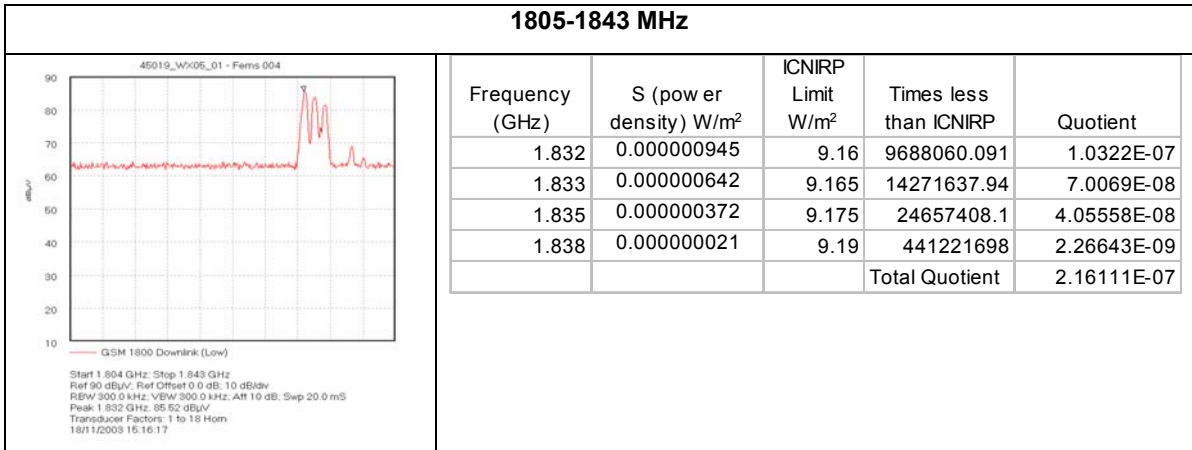 1805-1843 MHz
45019_WX05_01 - Ferns 004
90
80
70
60
50
40
30
20
10
dBµV
GSM 1800 Downlink (Low)
Start 1.804 GHz; Stop 1.843 GHz
Ref 90 dBµV; Ref Offset 0.0 dB; 10 dB/div
RBW 300.0 kHz; VBW 300.0 kHz; Att 10 dB; Swp 20.0 mS
Peak 1.832 GHz, 85.52 dBµV
Transducer Factors: 1 to 18 Horn
18/11/2003 15:16:17
Frequency (GHz) S (pow er density) W/m² ICNIRP Limit W/m² Times less than ICNIRP Quotient
1.832 0.000000945 9.16 9688060.091 1.0322E-07
1.833 0.000000642 9.165 14271637.94 7.0069E-08
1.835 0.000000372 9.175 24657408.1 4.05558E-08
1.838 0.000000021 9.19 441221698 2.26643E-09
Total Quotient 2.16111E-07